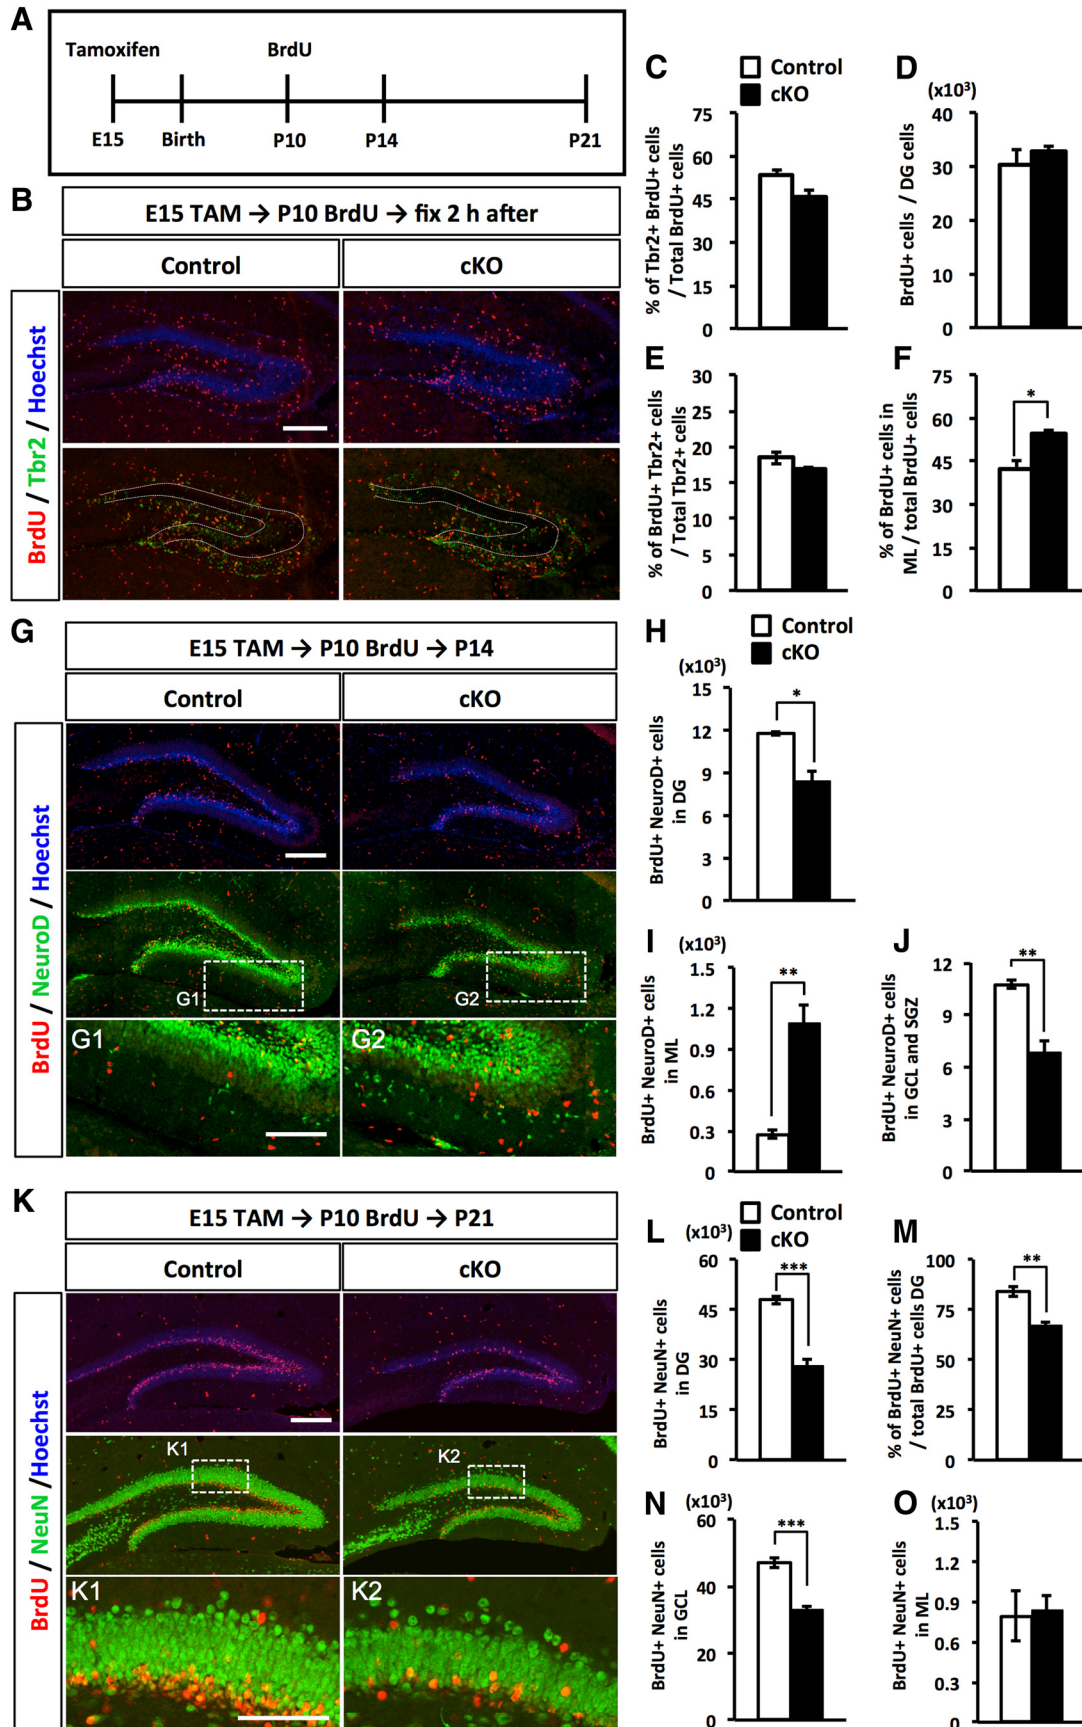 A
Tamoxifen BrdU
E15 Birth P10 P14 P21
B
E15 TAM → P10 BrdU → fix 2 h after
Control cKO
BrdU / Tbr2 / Hoechst
C
Control
cKO
% of Tbr2+ BrdU+ cells
/ Total BrdU+ cells
75
60
45
30
15
0
D
(x10³)
BrdU+ cells / DG cells
40
30
20
10
0
E
% of BrdU+ Tbr2+ cells
/ Total Tbr2+ cells
30
25
20
15
10
5
0
F
% of BrdU+ cells in
ML / total BrdU+ cells
75
60
45
30
15
0
*
G
E15 TAM → P10 BrdU → P14
Control cKO
BrdU / NeuroD / Hoechst
G1
G2
G1
G2
H
Control
cKO
(x10³)
BrdU+ NeuroD+ cells
in DG
15
12
9
6
3
0
*
I
(x10³)
BrdU+ NeuroD+ cells
in ML
1.5
1.2
0.9
0.6
0.3
0
**
J
BrdU+ NeuroD+ cells
in GCL and SGZ
12
9
6
3
0
**
K
E15 TAM → P10 BrdU → P21
Control cKO
BrdU / NeuN /Hoechst
K1
K2
K1
K2
L
(x10³)
Control
cKO
BrdU+ NeuN+ cells
in DG
60
45
30
15
0
***
M
% of BrdU+ NeuN+ cells
/ total BrdU+ cells DG
100
75
50
25
0
**
N
(x10³)
BrdU+ NeuN+ cells
in GCL
60
40
20
0
***
O
(x10³)
BrdU+ NeuN+ cells
in ML
1.5
1.2
0.9
0.6
0.3
0